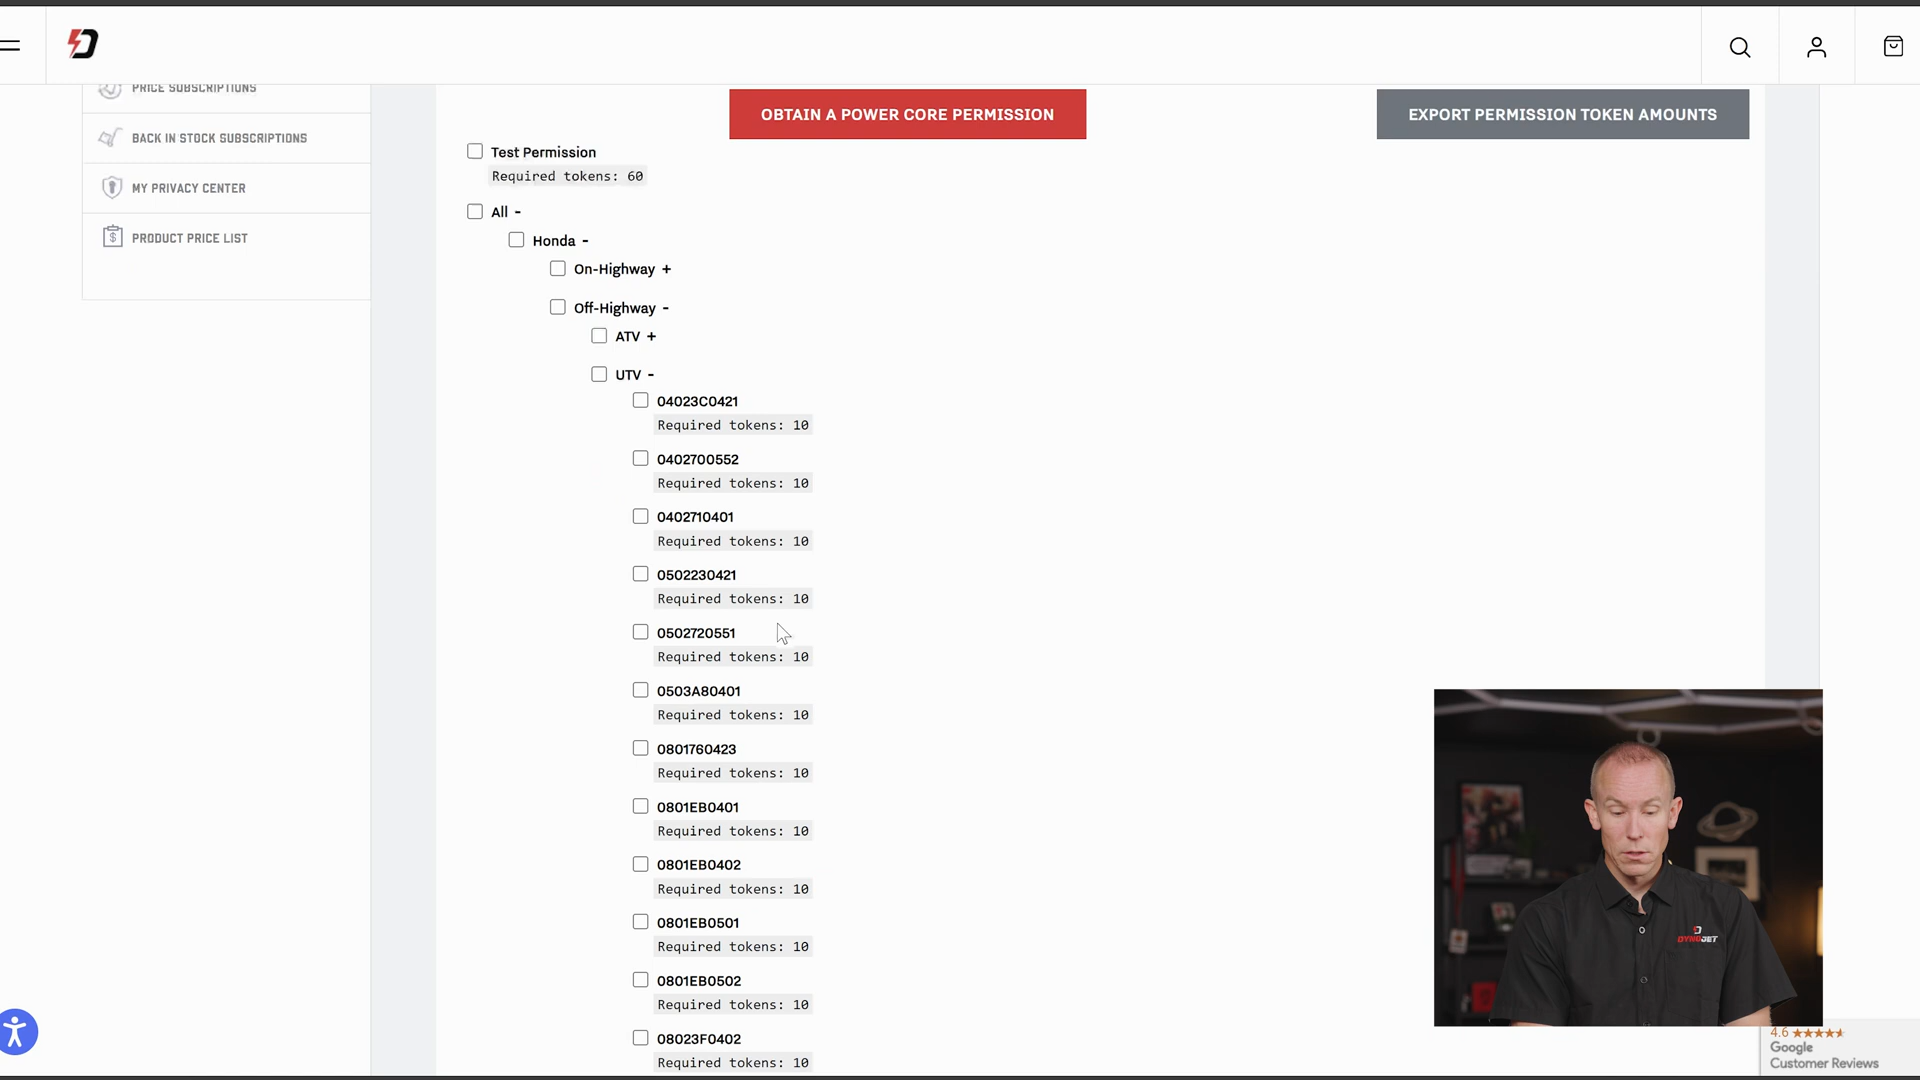 PRICE SUBSCRIPTIONS
BACK IN STOCK SUBSCRIPTIONS
MY PRIVACY CENTER
PRODUCT PRICE LIST
OBTAIN A POWER CORE PERMISSION
EXPORT PERMISSION TOKEN AMOUNTS
Test Permission
Required tokens: 60
All -
Honda -
On-Highway +
Off-Highway -
ATV +
UTV -
04023C0421
Required tokens: 10
0402700552
Required tokens: 10
0402710401
Required tokens: 10
0502230421
Required tokens: 10
0502720551
Required tokens: 10
0503A80401
Required tokens: 10
0801760423
Required tokens: 10
0801EB0401
Required tokens: 10
0801EB0402
Required tokens: 10
0801EB0501
Required tokens: 10
0801EB0502
Required tokens: 10
08023F0402
Required tokens: 10
DYNOJET
4.6 ★★★★★
Google
Customer Reviews